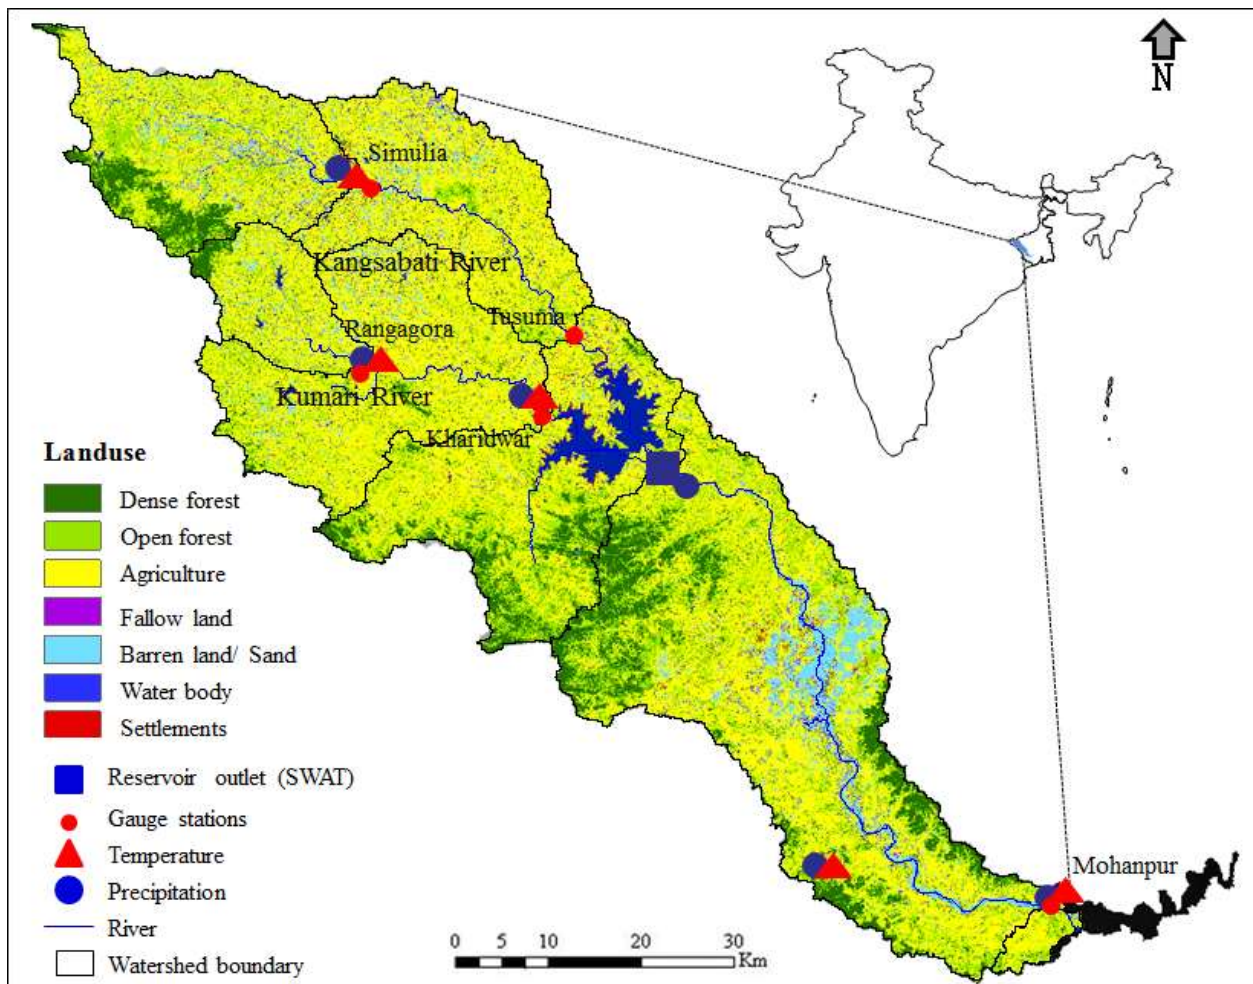 N
Simulia
Kangsabati River
Tusuma
Rangagora
Kumari River
Kharidwar
Mohanpur
Landuse
Dense forest
Open forest
Agriculture
Fallow land
Barren land/ Sand
Water body
Settlements
Reservoir outlet (SWAT)
Gauge stations
Temperature
Precipitation
River
Watershed boundary
0 5 10 20 30
Km